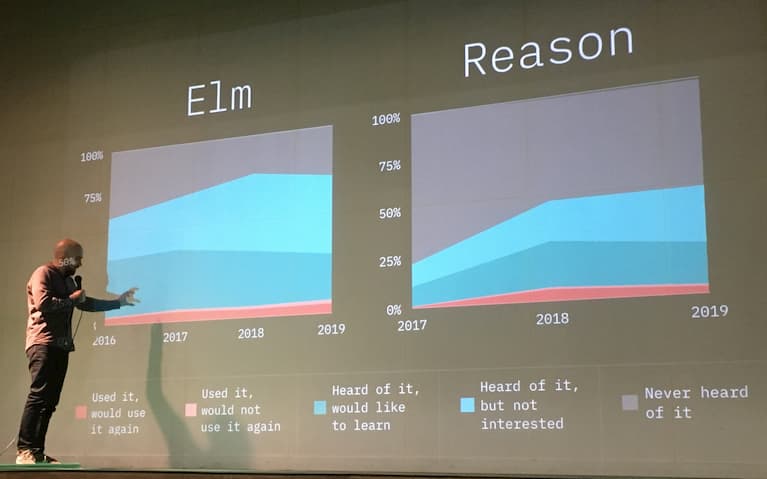 Elm
100%
75%
50%
2016
2017
2018
2019
Reason
100%
75%
50%
25%
0%
2017
2018
2019
Used it,
would use
it again
Used it,
would not
use it again
Heard of it,
would like
to learn
Heard of it,
but not
interested
Never heard
of it